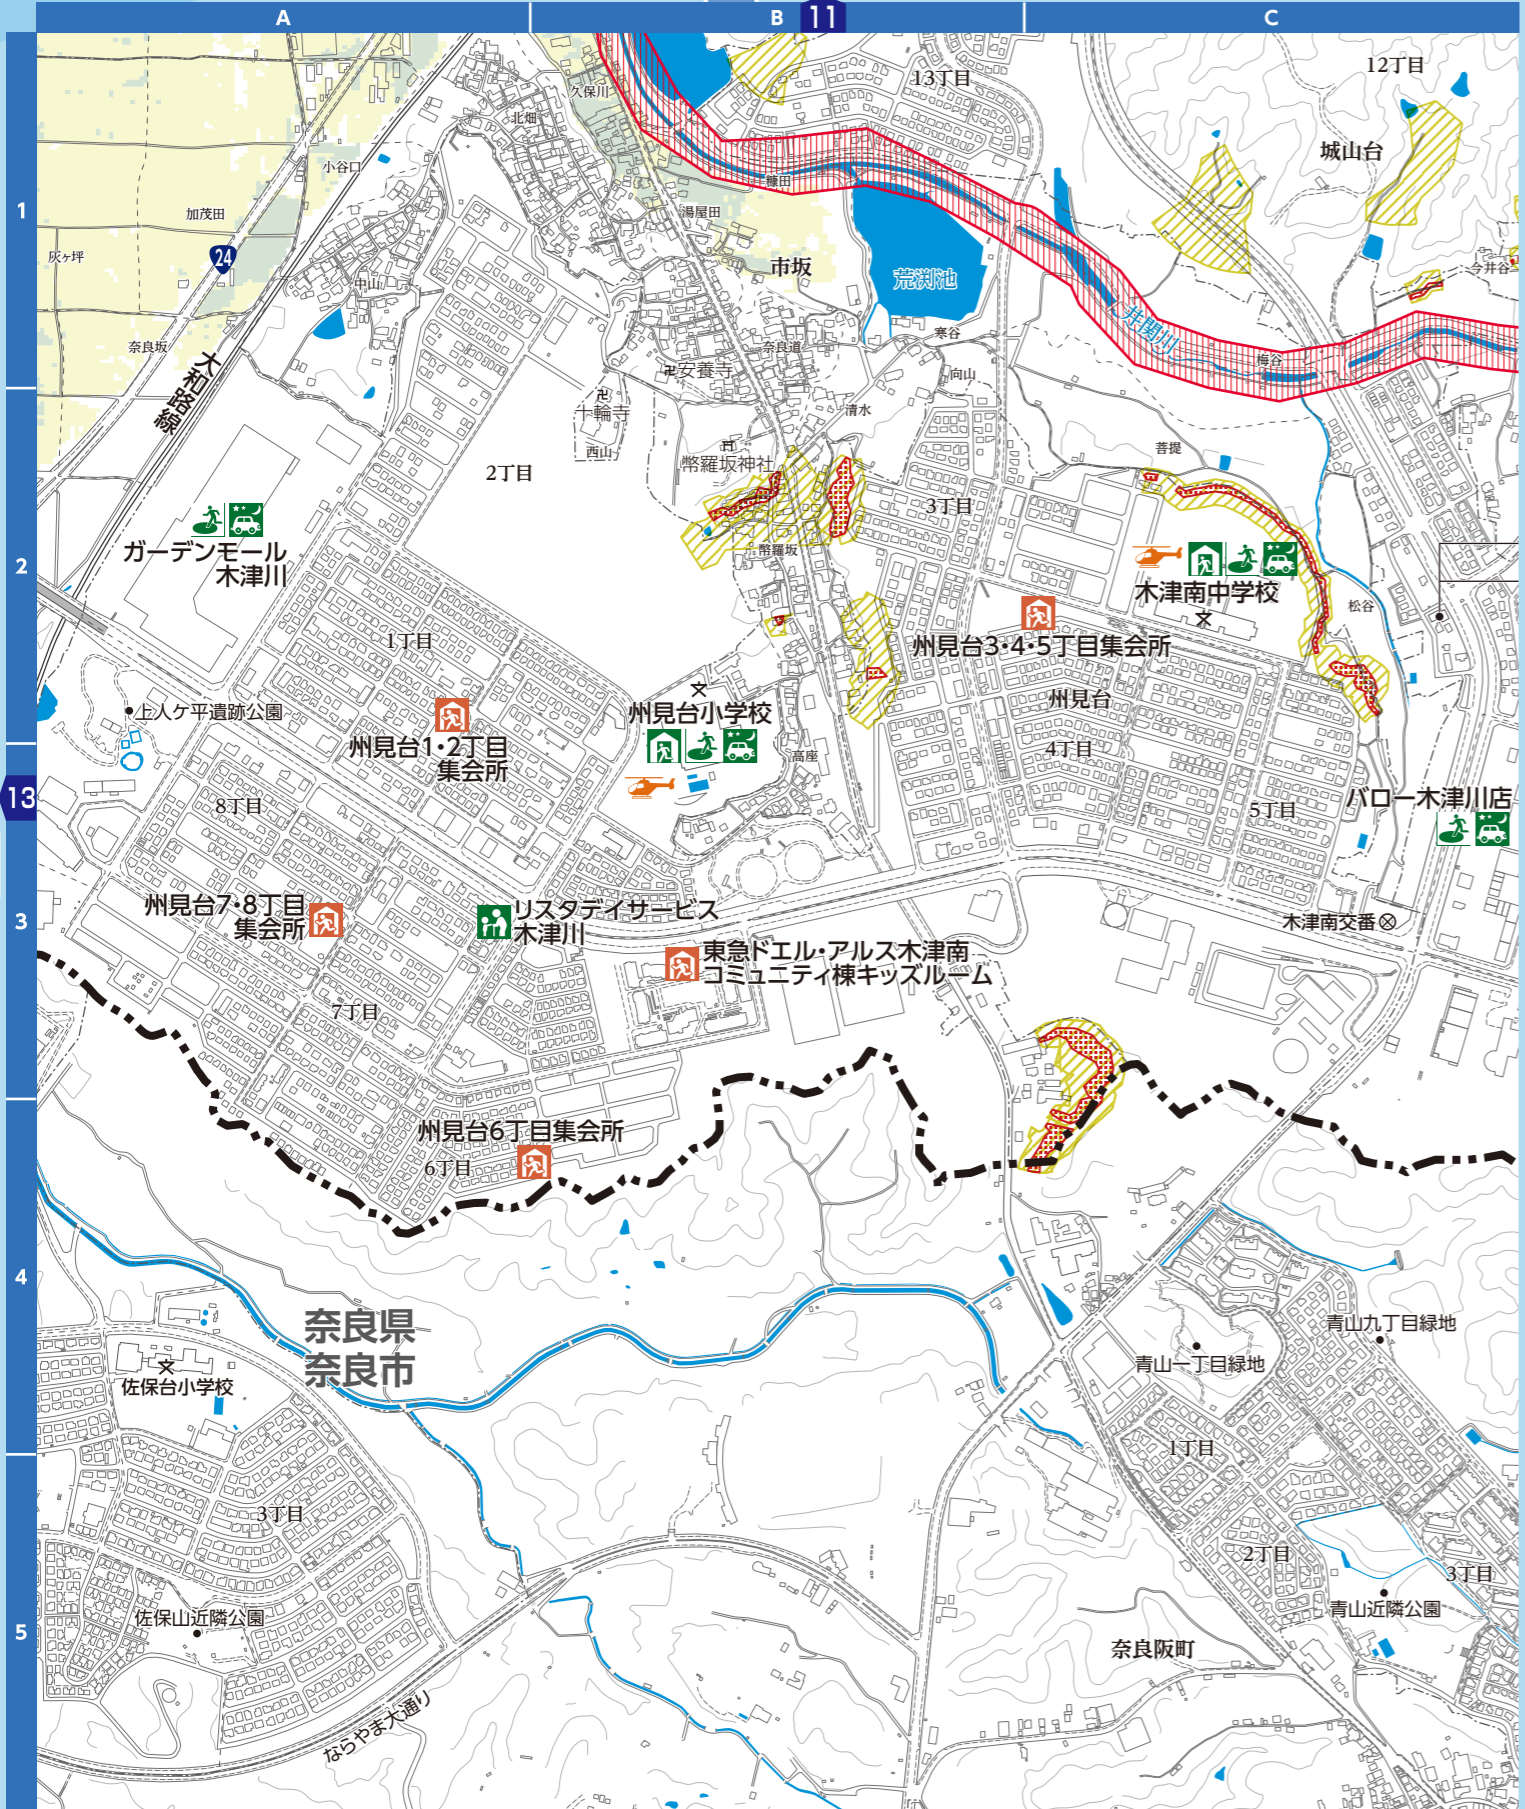 A
B
11
C
1
2
13
3
4
5
久保川
北畑
小谷口
加茂田
灰ヶ坪
24
中山
奈良坂
大和路線
13丁目
12丁目
城山台
糠田
湯屋田
市坂
荒渕池
今井谷
井関川
梅谷
寒谷
奈良道
安養寺
向山
十輪寺
清水
西山
幣羅坂神社
2丁目
3丁目
菩提
幣羅坂
ガーデンモール
木津川
木津南中学校
松谷
1丁目
州見台3・4・5丁目集会所
上人ケ平遺跡公園
州見台小学校
州見台
州見台1・2丁目
集会所
4丁目
高座
8丁目
5丁目
バロー木津川店
州見台7・8丁目
集会所
リスタデイサービス
木津川
木津南交番
東急ドエル・アルス木津南
コミュニティ棟キッズルーム
7丁目
州見台6丁目集会所
6丁目
奈良県
奈良市
佐保台小学校
青山九丁目緑地
青山一丁目緑地
1丁目
3丁目
2丁目
3丁目
青山近隣公園
佐保山近隣公園
奈良阪町
ならやま大通り